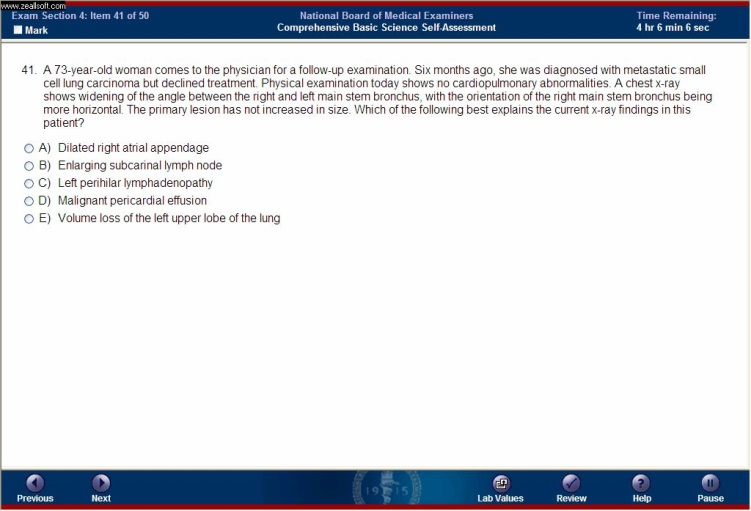 www.zeallsoft.com
Exam Section 4: Item 41 of 50
National Board of Medical Examiners
Time Remaining:
Mark
Comprehensive Basic Science Self-Assessment
4 hr 6 min 6 sec
41. A 73-year-old woman comes to the physician for a follow-up examination. Six months ago, she was diagnosed with metastatic small
cell lung carcinoma but declined treatment. Physical examination today shows no cardiopulmonary abnormalities. A chest x-ray
shows widening of the angle between the right and left main stem bronchus, with the orientation of the right main stem bronchus being
more horizontal. The primary lesion has not increased in size. Which of the following best explains the current x-ray findings in this
patient?
A) Dilated right atrial appendage
B) Enlarging subcarinal lymph node
C) Left perihilar lymphadenopathy
D) Malignant pericardial effusion
E) Volume loss of the left upper lobe of the lung
1915
Previous
Next
Lab Values
Review
Help
Pause